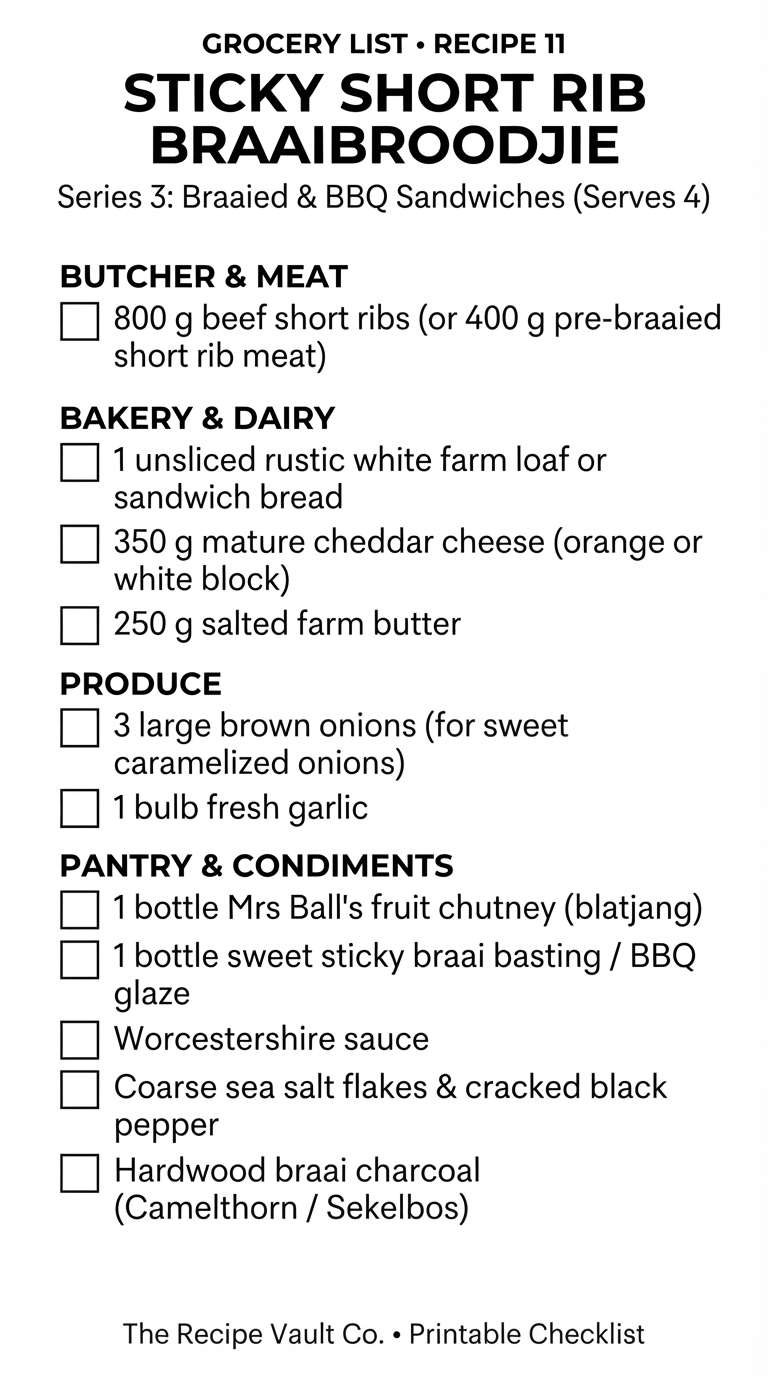 GROCERY LIST • RECIPE 11
STICKY SHORT RIB
BRAAIBROODJIE
Series 3: Braaied & BBQ Sandwiches (Serves 4)
BUTCHER & MEAT
800 g beef short ribs (or 400 g pre-braaied
short rib meat)
BAKERY & DAIRY
1 unsliced rustic white farm loaf or
sandwich bread
350 g mature cheddar cheese (orange or
white block)
250 g salted farm butter
PRODUCE
3 large brown onions (for sweet
caramelized onions)
1 bulb fresh garlic
PANTRY & CONDIMENTS
1 bottle Mrs Ball's fruit chutney (blatjang)
1 bottle sweet sticky braai basting / BBQ
glaze
Worcestershire sauce
Coarse sea salt flakes & cracked black
pepper
Hardwood braai charcoal
(Camelthorn / Sekelbos)
The Recipe Vault Co. • Printable Checklist